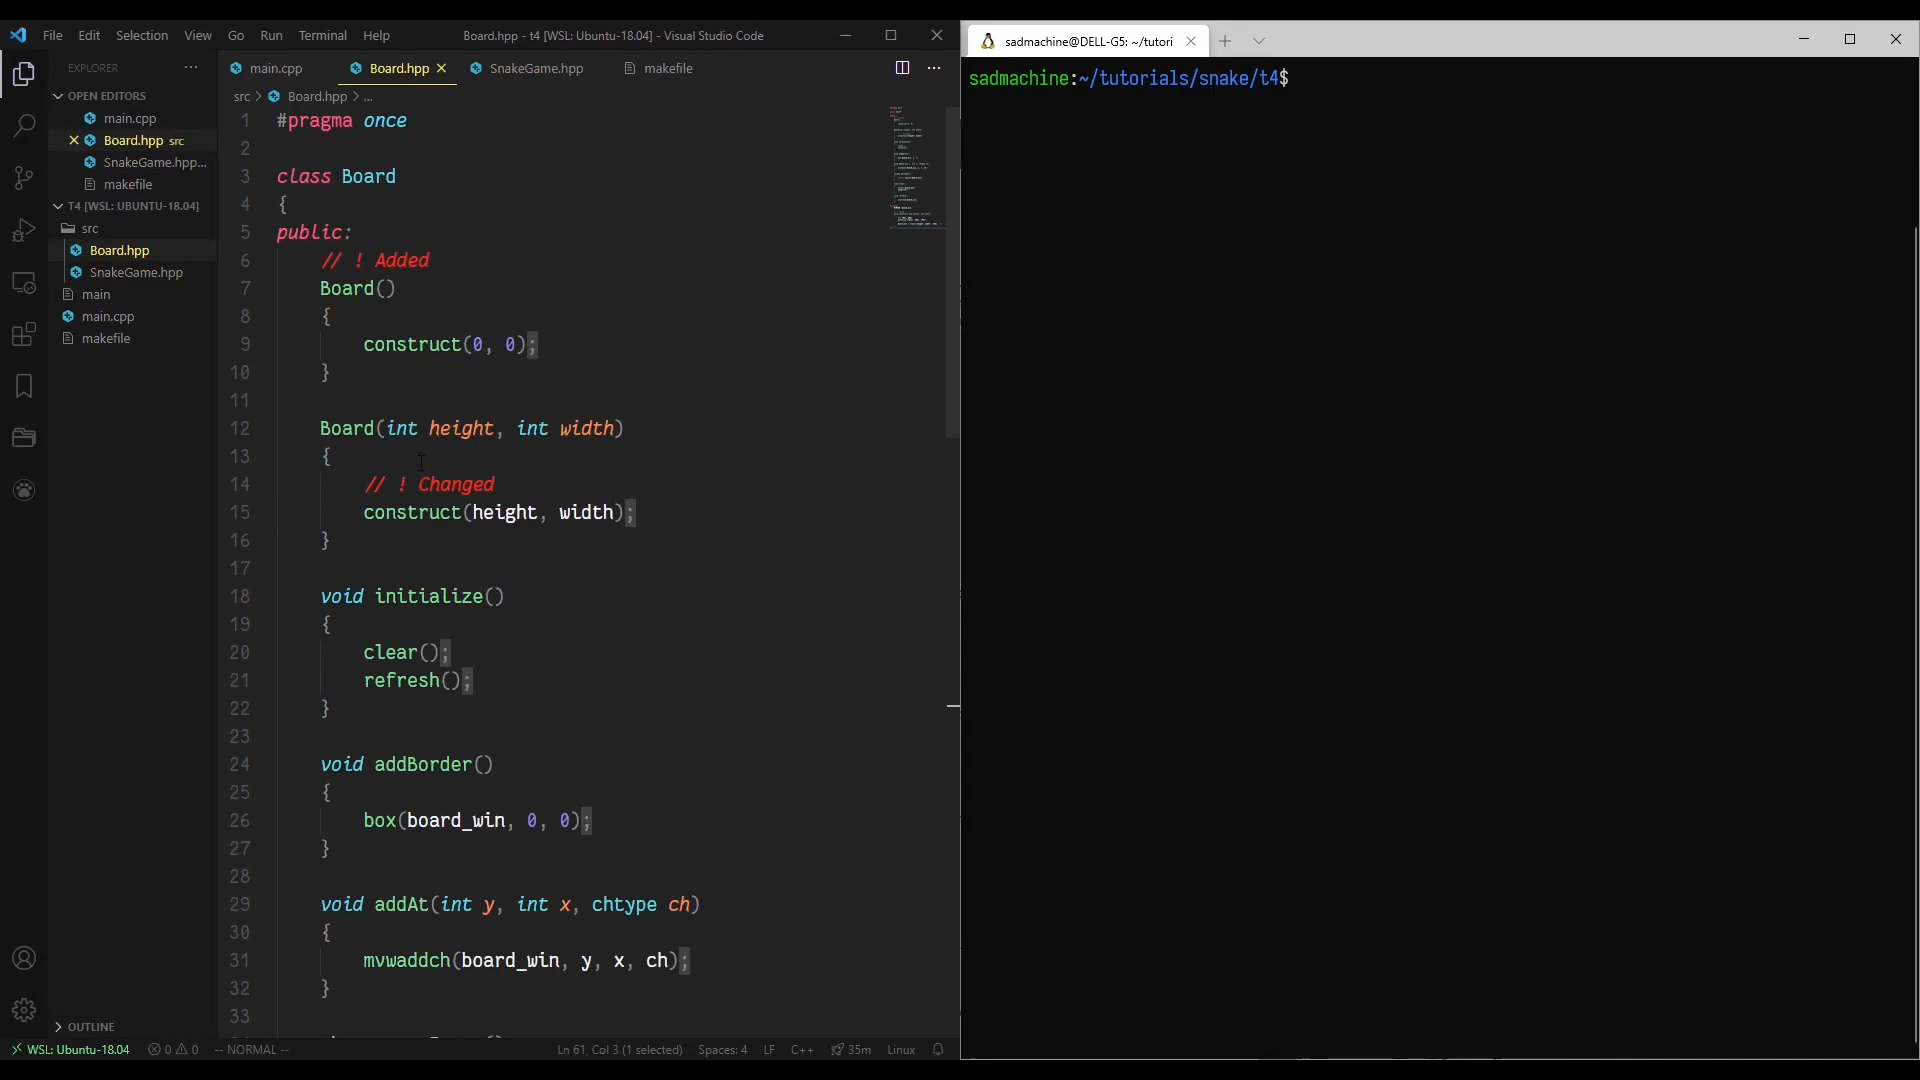 File Edit Selection View Go Run Terminal Help Board.hpp - t4 [WSL: Ubuntu-18.04] - Visual Studio Code
EXPLORER
OPEN EDITORS
main.cpp
Board.hpp src
SnakeGame.hpp...
makefile
T4 [WSL: UBUNTU-18.04]
src
Board.hpp
SnakeGame.hpp
main
main.cpp
makefile
OUTLINE
main.cpp Board.hpp SnakeGame.hpp makefile
src > Board.hpp > ...
1 #pragma once
2
3 class Board
4 {
5 public:
6 // ! Added
7 Board()
8 {
9 construct(0, 0);
10 }
11
12 Board(int height, int width)
13 {
14 // ! Changed
15 construct(height, width);
16 }
17
18 void initialize()
19 {
20 clear();
21 refresh();
22 }
23
24 void addBorder()
25 {
26 box(board_win, 0, 0);
27 }
28
29 void addAt(int y, int x, chtype ch)
30 {
31 mvwaddch(board_win, y, x, ch);
32 }
33
WSL: Ubuntu-18.04 0 0 -- NORMAL -- Ln 61, Col 3 (1 selected) Spaces: 4 LF C++ 35m Linux
sadmachine@DELL-G5: ~/tutori
sadmachine:~/tutorials/snake/t4$